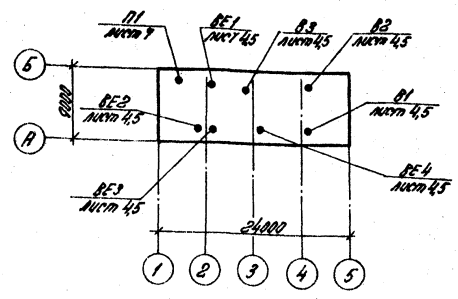 П1
лист 4
ВЕ1
лист 4,5
В3
лист 4,5
В2
лист 4,5
Б
9000
ВЕ2
лист 4,5
В1
лист 4,5
А
ВЕ3
лист 4,5
ВЕ4
лист 4,5
24000
1
2
3
4
5